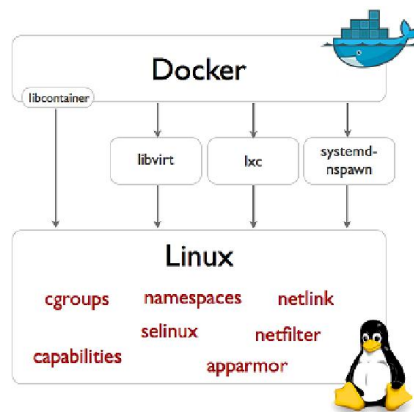 Docker
libcontainer
libvirt
lxc
systemd-
nspawn
Linux
cgroups
namespaces
netlink
selinux
netfilter
capabilities
apparmor